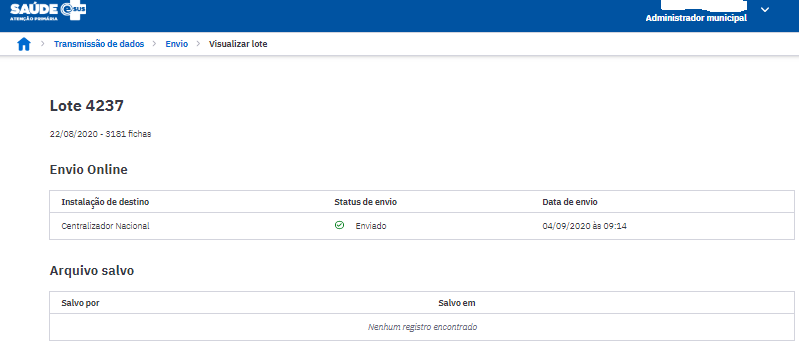 SAÚDE e-SUS
ATENÇÃO PRIMÁRIA
Administrador municipal
Transmissão de dados > Envio > Visualizar lote
Lote 4237
22/08/2020 - 3181 fichas
Envio Online
Instalação de destino Status de envio Data de envio
Centralizador Nacional Enviado 04/09/2020 às 09:14
Arquivo salvo
Salvo por Salvo em
Nenhum registro encontrado